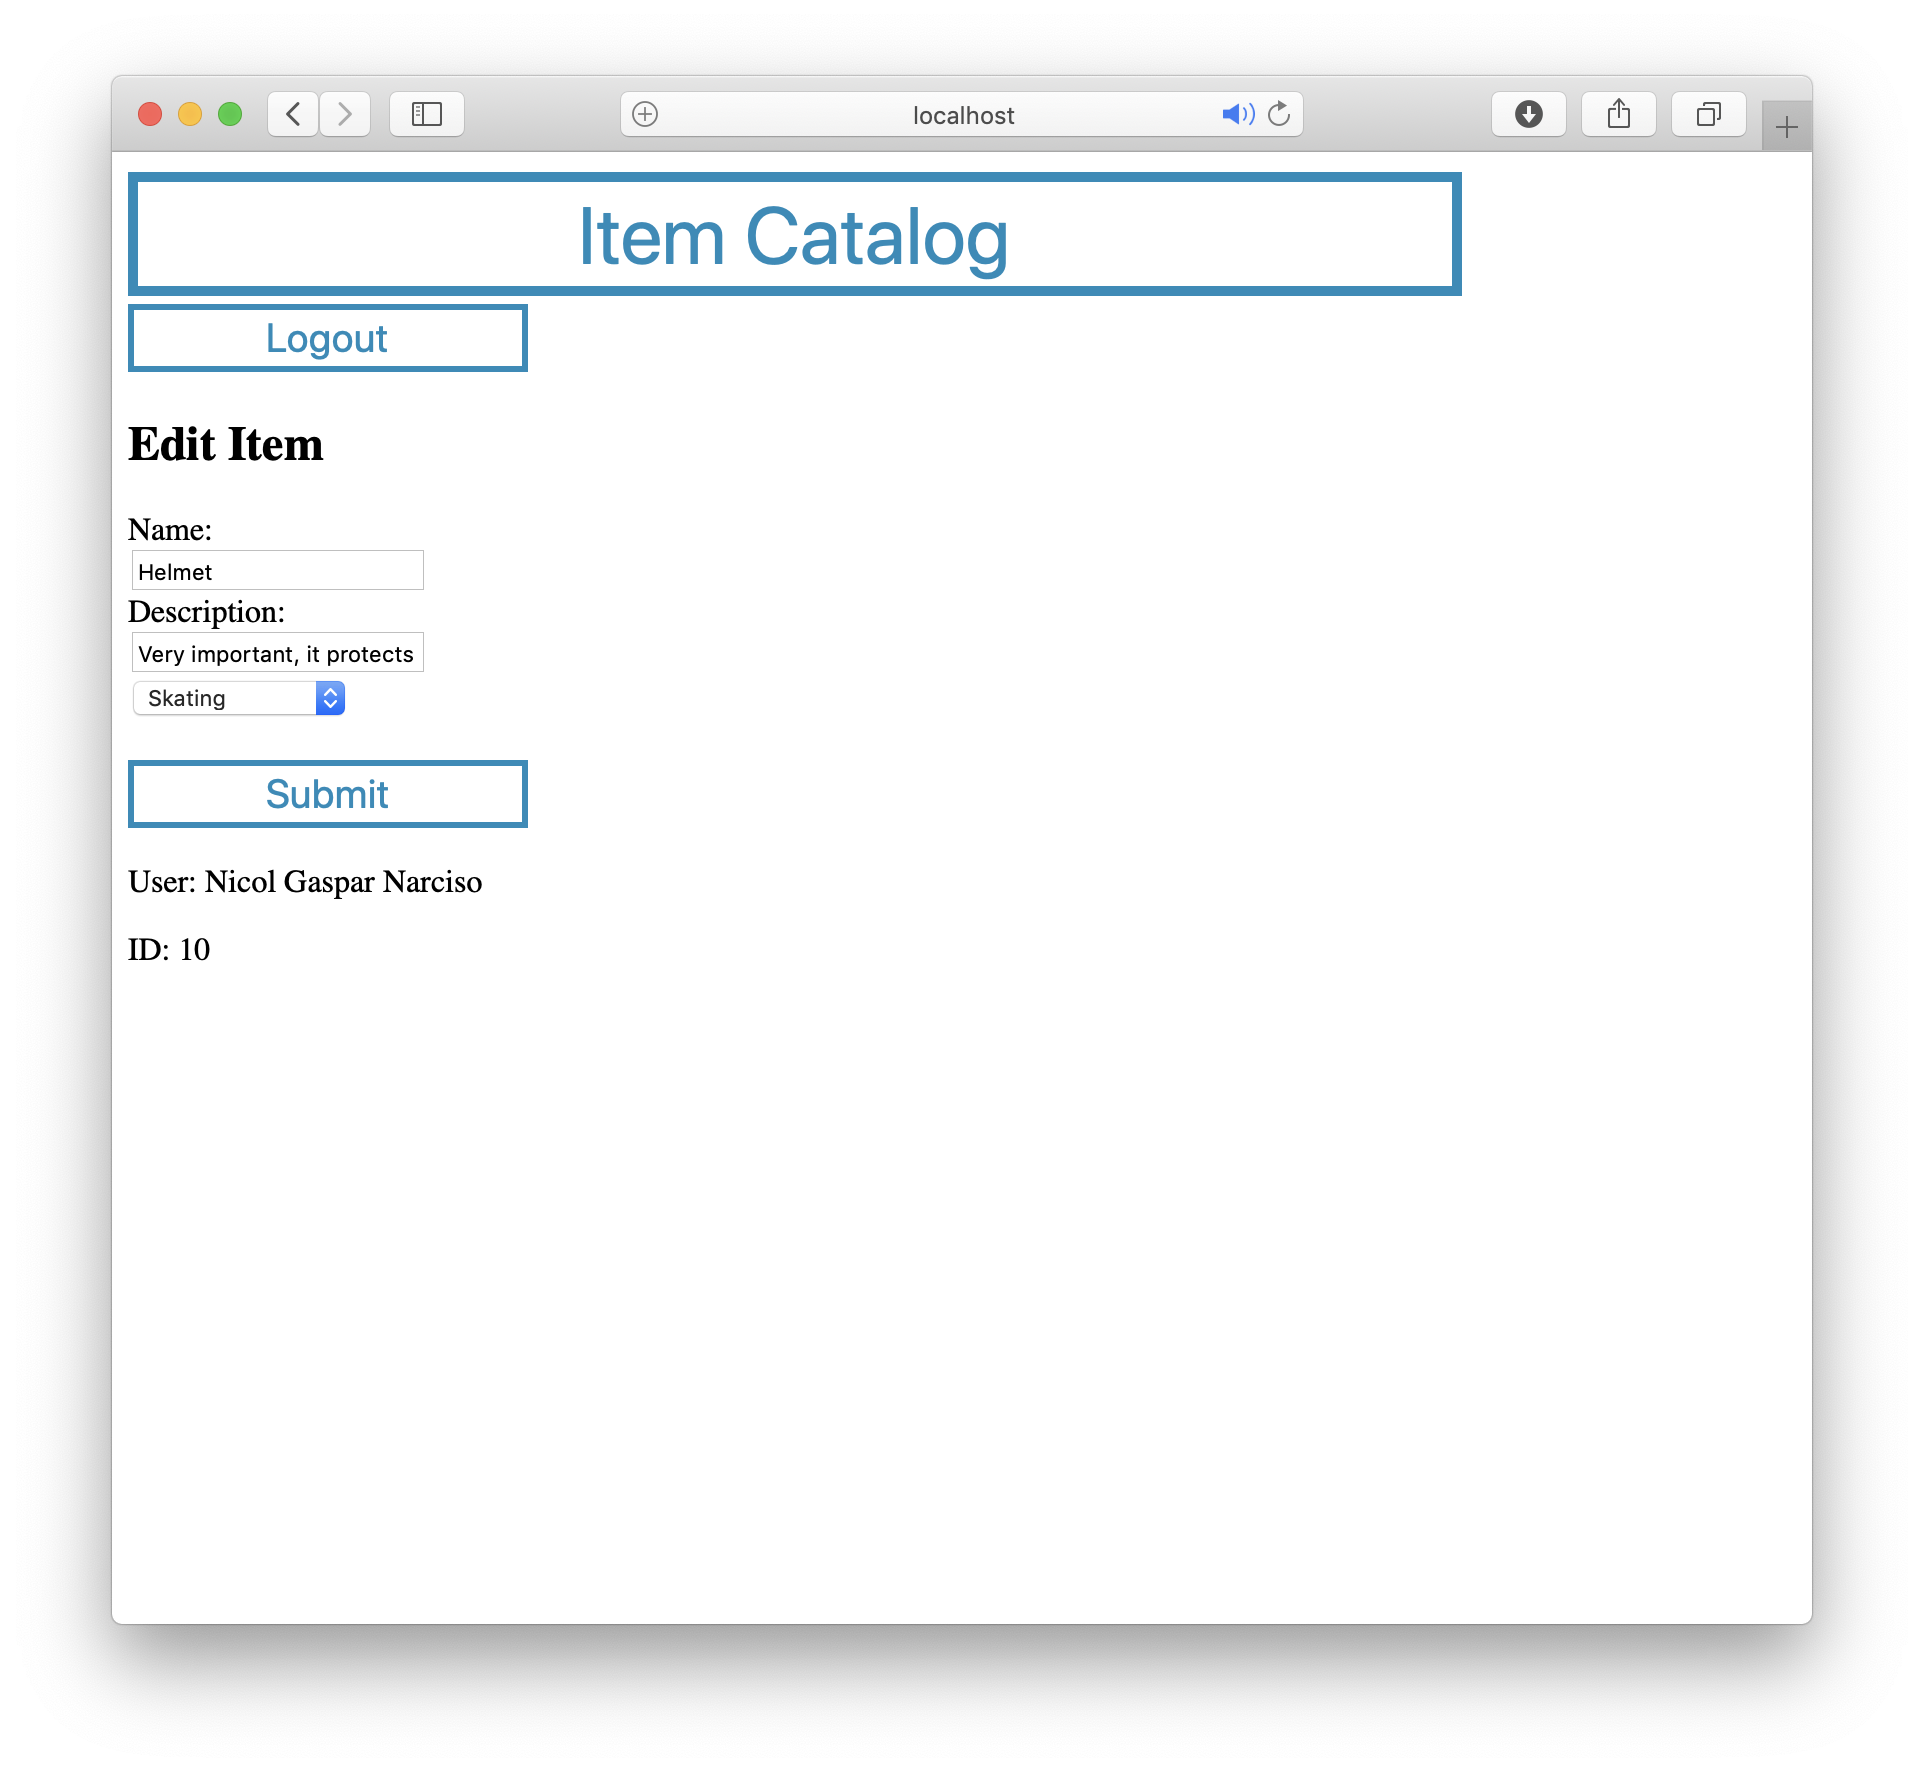 localhost
Item Catalog
Logout
Edit Item
Name:
Helmet
Description:
Very important, it protects
Skating
Submit
User: Nicol Gaspar Narciso
ID: 10